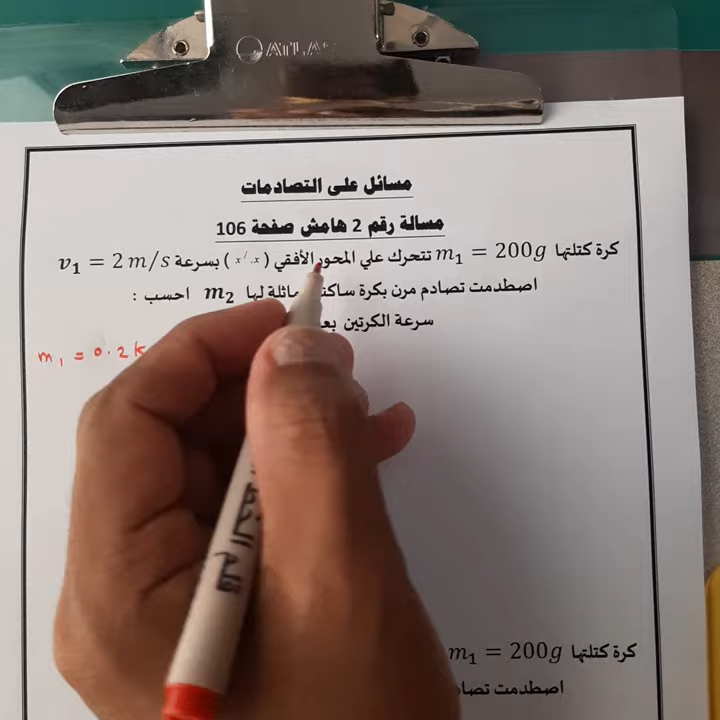 ATLAS
مسائل على التصادمات
مسالة رقم 2 هامش صفحة 106
كرة كتلتها m₁ = 200g تتحرك علي المحور الأفقي ( x/ .x ) بسرعة v₁ = 2 m/s
اصطدمت تصادم مرن بكرة ساكنة لها m₂ احسب :
سرعة الكرتين
m₁ = 0.2
قلم
كرة كتلتها m₁ = 200g
اصطدمت